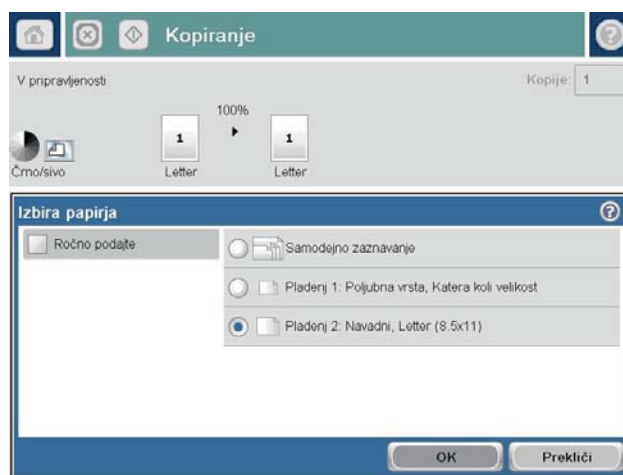 Kopiranje
?
V pripravljenosti
Kopije: 1
100%
1 1
Črno/sivo Letter Letter
Izbira papirja ?
Ročno podajte
Samodejno zaznavanje
Pladenj 1: Poljubna vrsta, Katera koli velikost
Pladenj 2: Navadni, Letter (8.5x11)
OK Prekliči